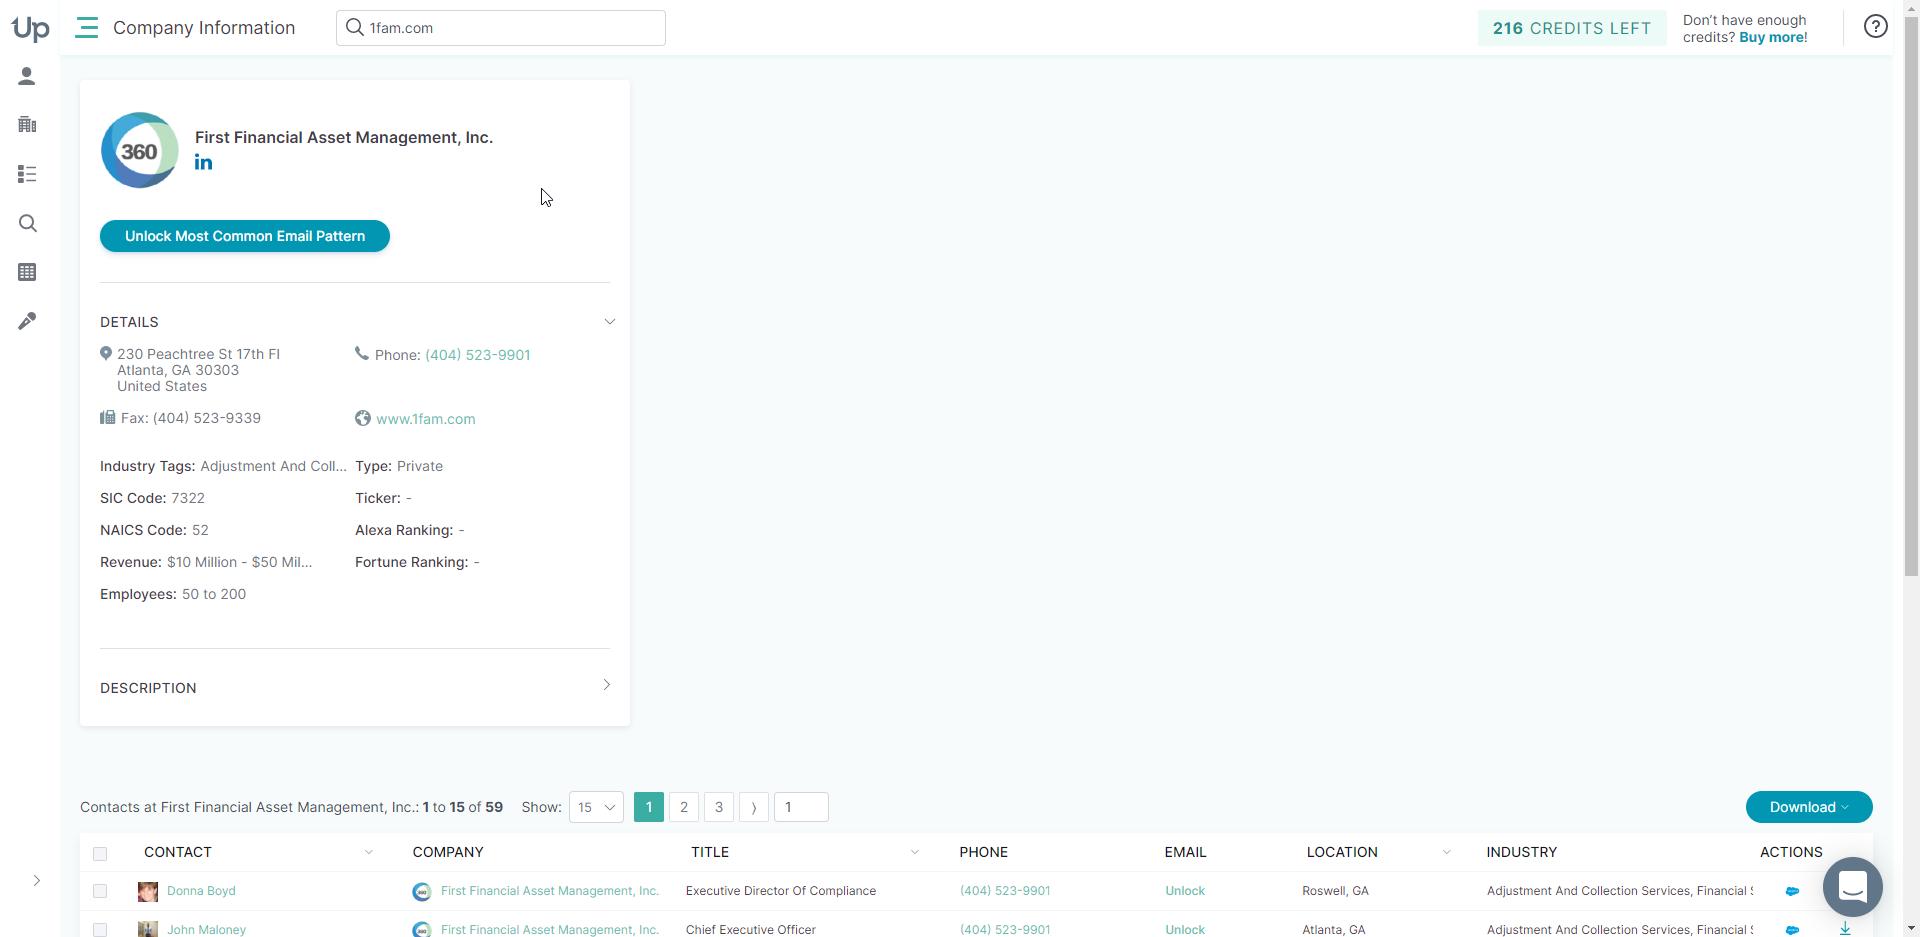 Up
Company Information
1fam.com
216 CREDITS LEFT
Don't have enough
credits? Buy more!
?
360
First Financial Asset Management, Inc.
in
Unlock Most Common Email Pattern
DETAILS
230 Peachtree St 17th Fl
Atlanta, GA 30303
United States
Phone: (404) 523-9901
Fax: (404) 523-9339
www.1fam.com
Industry Tags: Adjustment And Coll...
Type: Private
SIC Code: 7322
Ticker: -
NAICS Code: 52
Alexa Ranking: -
Revenue: $10 Million - $50 Mil...
Fortune Ranking: -
Employees: 50 to 200
DESCRIPTION
Contacts at First Financial Asset Management, Inc.: 1 to 15 of 59 Show: 15 1 2 3 ⟩ 1
Download
CONTACT COMPANY TITLE PHONE EMAIL LOCATION INDUSTRY ACTIONS
Donna Boyd 360 First Financial Asset Management, Inc. Executive Director Of Compliance (404) 523-9901 Unlock Roswell, GA Adjustment And Collection Services, Financial S
John Maloney 360 First Financial Asset Management, Inc. Chief Executive Officer (404) 523-9901 Unlock Atlanta, GA Adjustment And Collection Services, Financial S